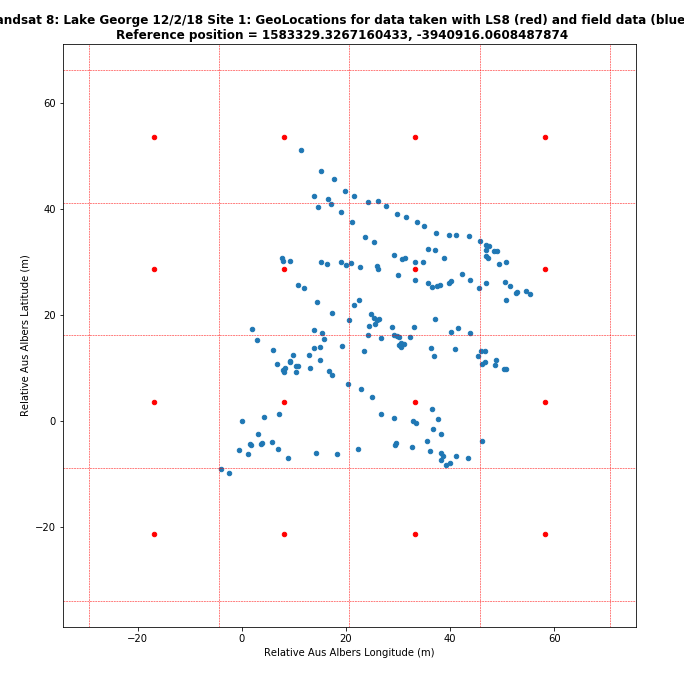 andsat 8: Lake George 12/2/18 Site 1: GeoLocations for data taken with LS8 (red) and field data (blue
Reference position = 1583329.3267160433, -3940916.0608487874
60
40
20
0
−20
Relative Aus Albers Latitude (m)
−20 0 20 40 60
Relative Aus Albers Longitude (m)